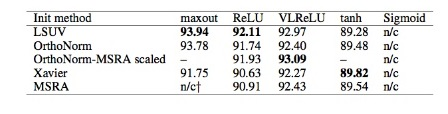 Init method maxout ReLU VLReLU tanh Sigmoid
LSUV 93.94 92.11 92.97 89.28 n/c
OrthoNorm 93.78 91.74 92.40 89.48 n/c
OrthoNorm-MSRA scaled – 91.93 93.09 – n/c
Xavier 91.75 90.63 92.27 89.82 n/c
MSRA n/c† 90.91 92.43 89.54 n/c